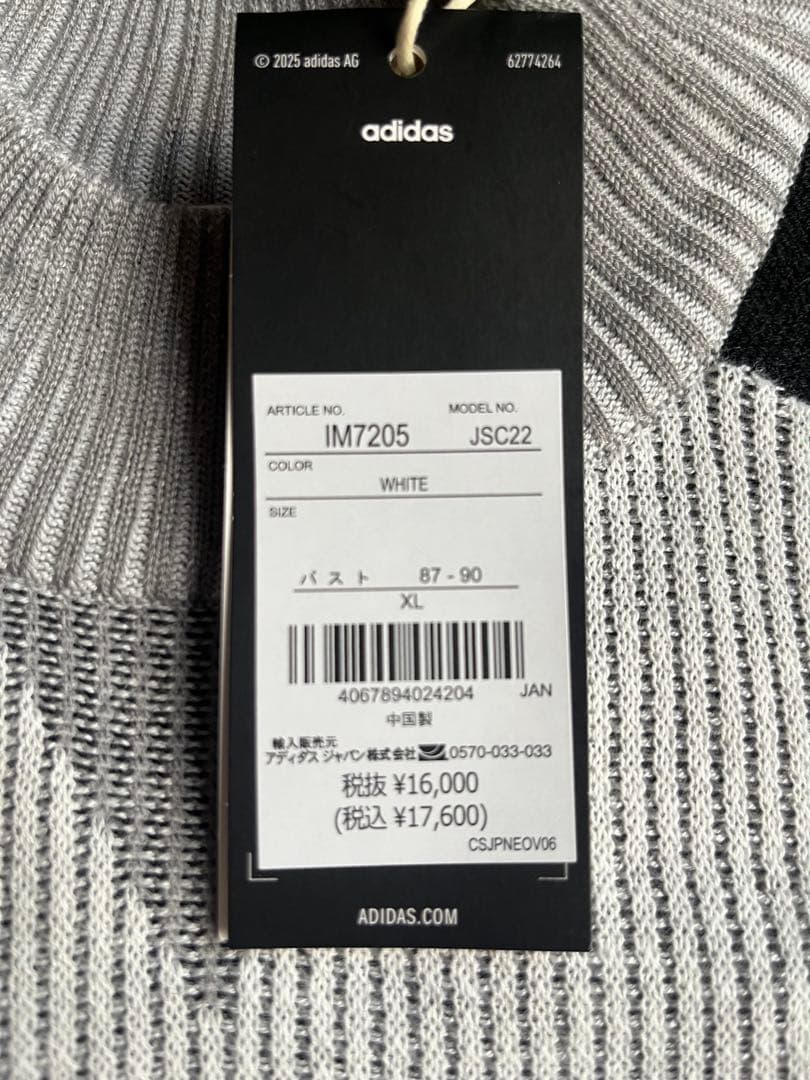 © 2025 adidas AG 62774264
adidas
ARTICLE NO. MODEL NO.
IM7205 JSC22
COLOR
WHITE
SIZE
バスト 87 - 90
XL
4067894024204 JAN
中国製
輸入販売元
アディダス ジャパン株式会社 0570-033-033
税抜 ¥16,000
(税込 ¥17,600)
CSJPNEOV06
ADIDAS.COM